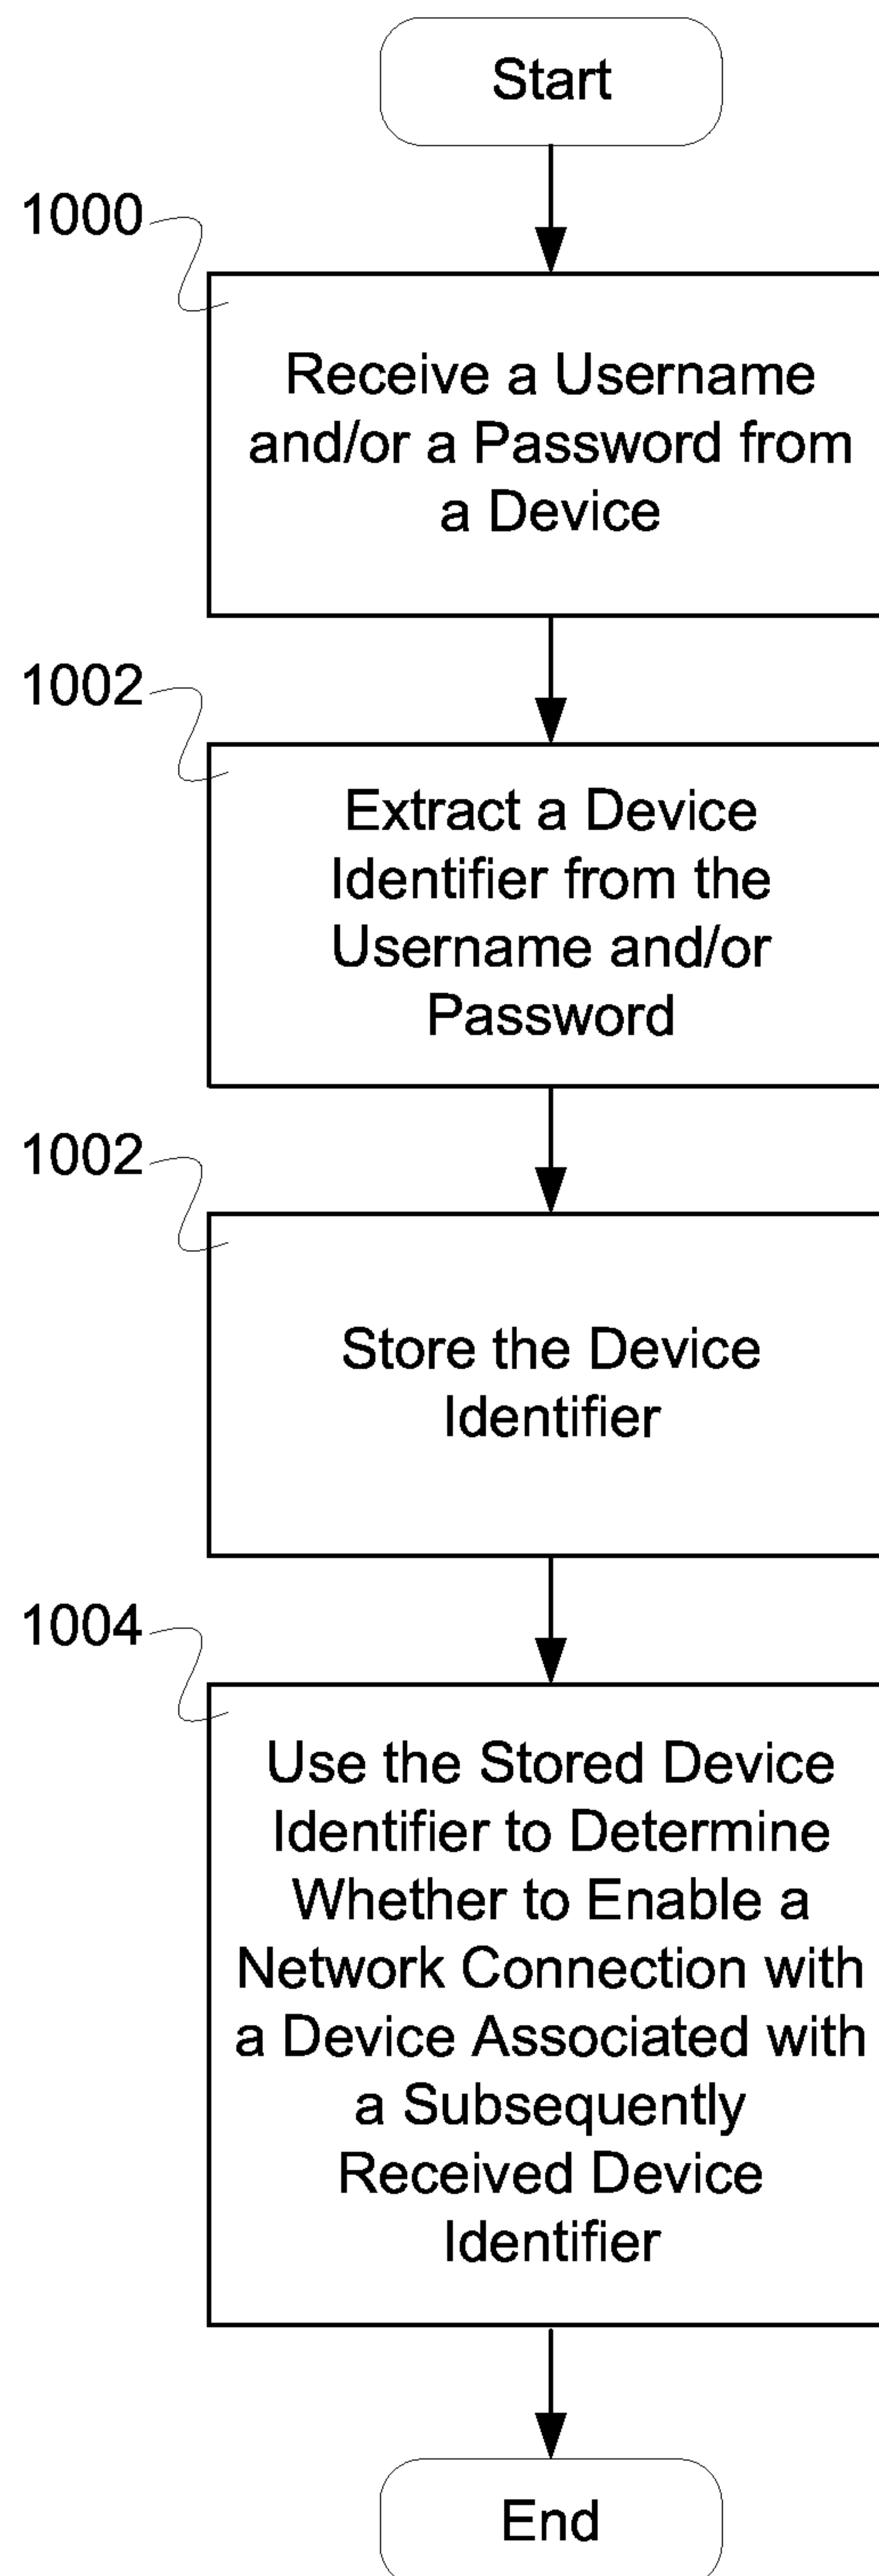 Start
1000
Receive a Username
and/or a Password from
a Device
1002
Extract a Device
Identifier from the
Username and/or
Password
1002
Store the Device
Identifier
1004
Use the Stored Device
Identifier to Determine
Whether to Enable a
Network Connection with
a Device Associated with
a Subsequently
Received Device
Identifier
End